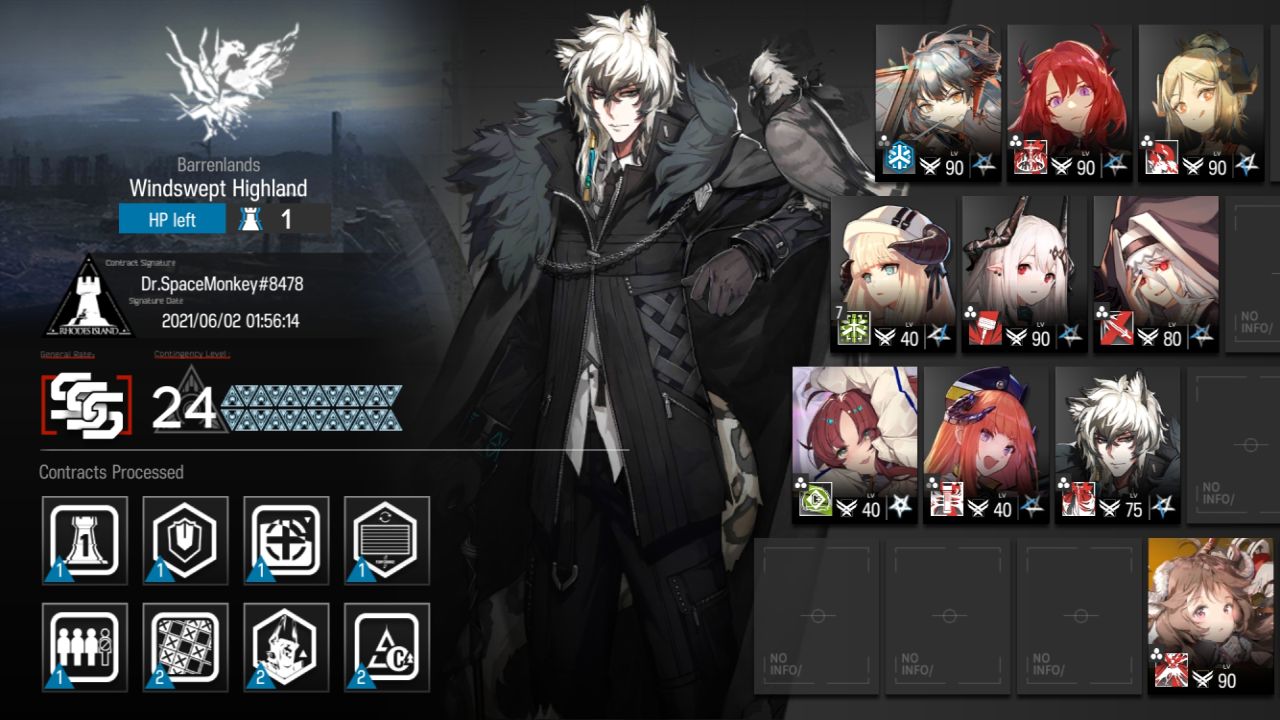 Barrenlands
Windswept Highland
HP left 1
Contract Signature
Dr.SpaceMonkey#8478
Signature Date
2021/06/02 01:56:14
RHODES ISLAND
General Rate:
Contingency Level:
24
Contracts Processed
1
1
1
1
1
1
2
2
2
LV
90
LV
90
LV
90
7
LV
40
LV
90
LV
80
NO
INFO/
LV
40
LV
40
LV
75
NO
INFO/
NO
INFO/
NO
INFO/
NO
INFO/
LV
90